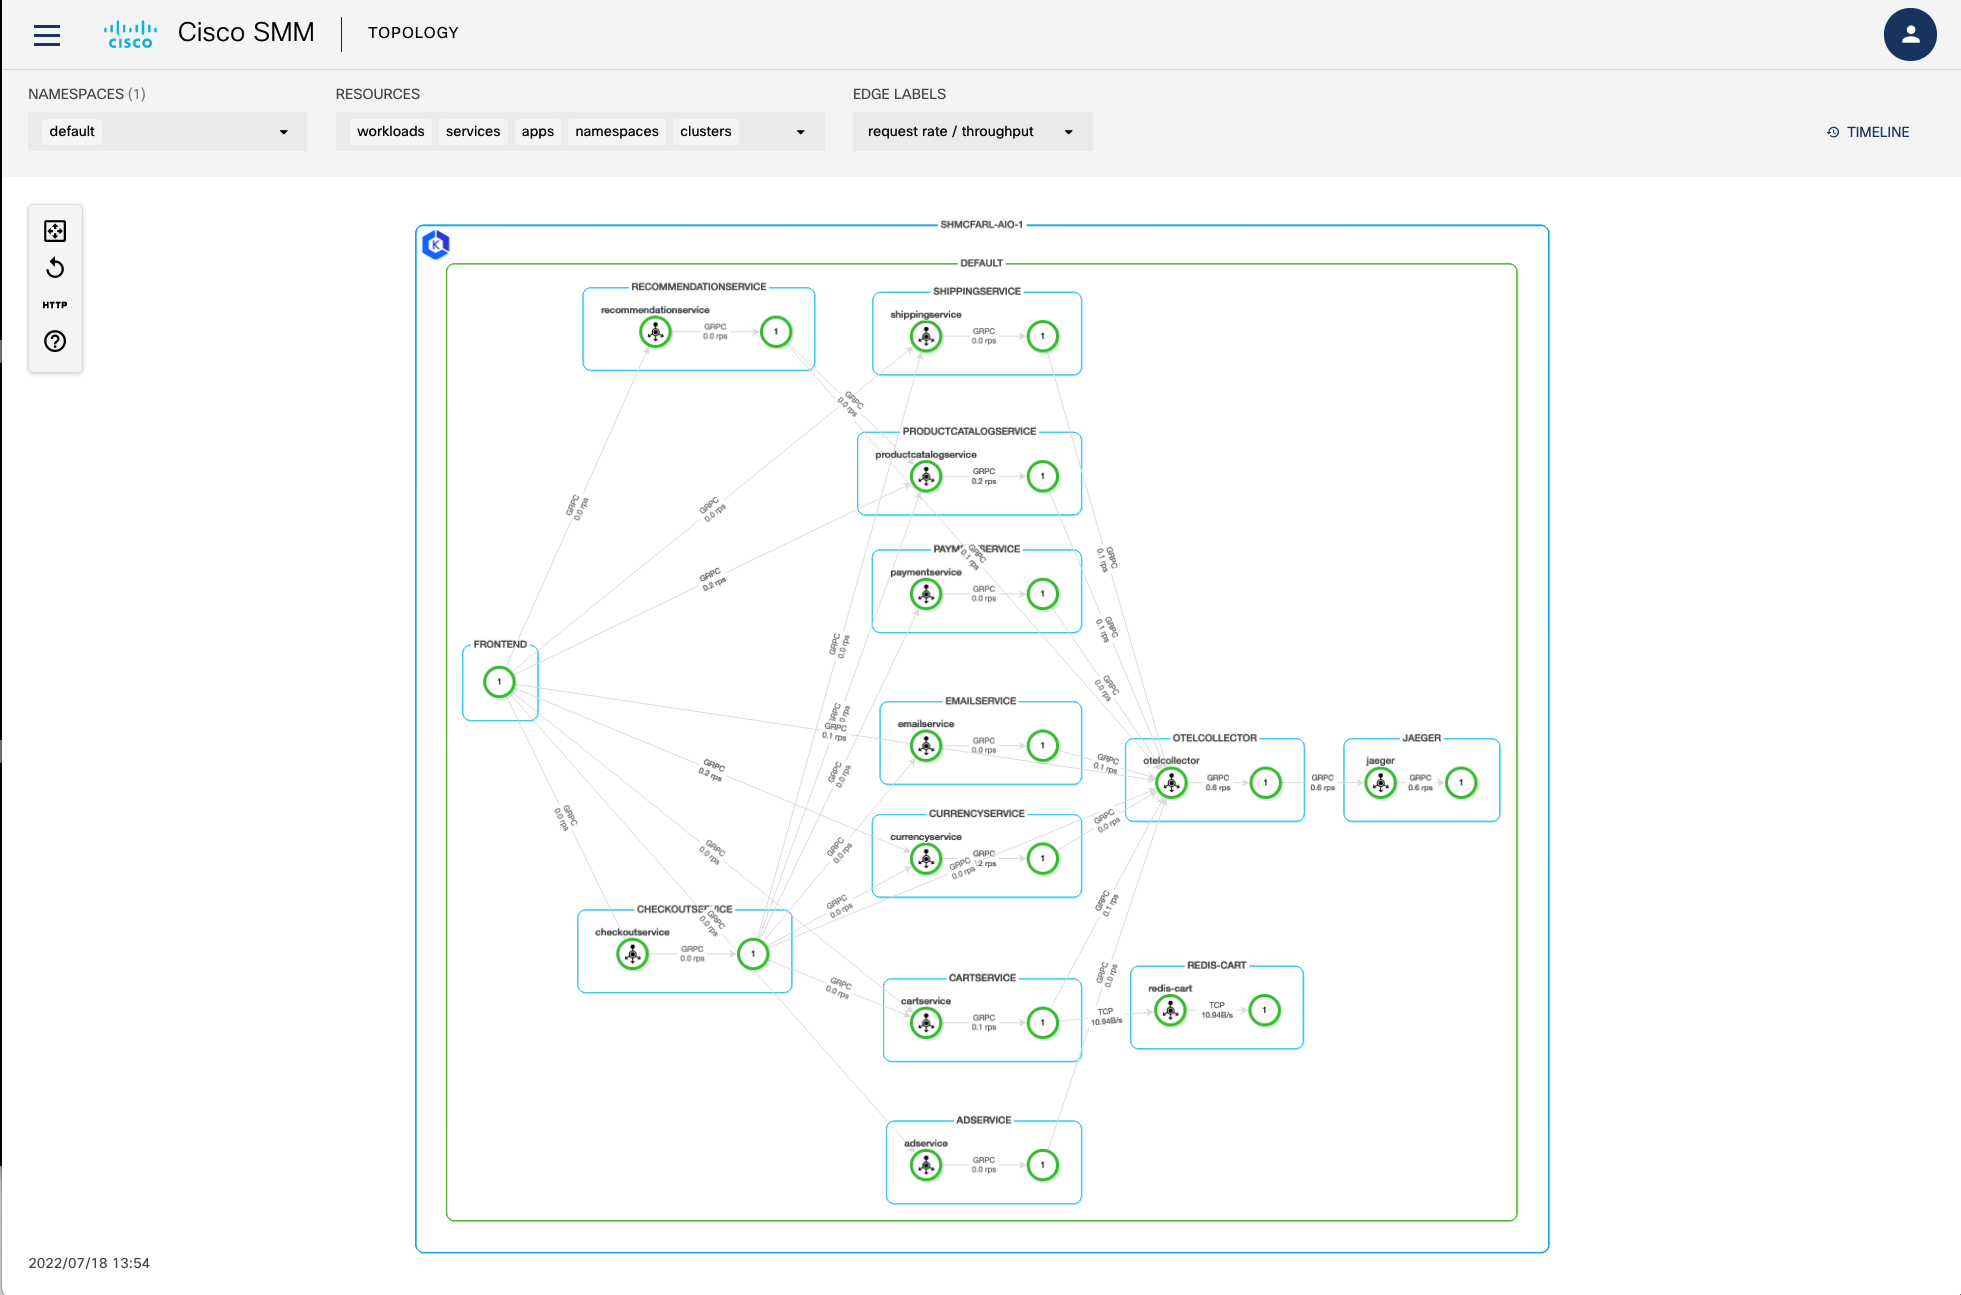 cisco
Cisco SMM
TOPOLOGY
NAMESPACES (1)
RESOURCES
EDGE LABELS
default
workloads
services
apps
namespaces
clusters
request rate / throughput
TIMELINE
HTTP
SHMCFARL-AIO-1
K
DEFAULT
RECOMMENDATIONSERVICE
recommendationservice
GRPC
0.0 rps
1
SHIPPINGSERVICE
shippingservice
GRPC
0.0 rps
1
GRPC
0.0 rps
PRODUCTCATALOGSERVICE
productcatalogservice
GRPC
0.2 rps
1
GRPC
0.0 rps
GRPC
0.0 rps
GRPC
0.2 rps
GRPC
0.1 rps
paymentservice
GRPC
0.0 rps
1
GRPC
0.1 rps
GRPC
0.1 rps
GRPC
0.0 rps
FRONTEND
1
GRPC
0.0 rps
GRPC
0.1 rps
GRPC
0.0 rps
EMAILSERVICE
emailservice
GRPC
0.0 rps
1
GRPC
0.1 rps
OTELCOLLECTOR
otelcollector
GRPC
0.6 rps
1
GRPC
0.6 rps
JAEGER
jaeger
GRPC
0.6 rps
1
GRPC
0.2 rps
GRPC
0.0 rps
GRPC
0.0 rps
GRPC
0.0 rps
CURRENCYSERVICE
currencyservice
GRPC
1
GRPC
0.0 rps
GRPC
0.0 rps
GRPC
0.0 rps
checkoutservice
GRPC
0.0 rps
1
GRPC
0.0 rps
GRPC
0.0 rps
GRPC
0.1 rps
GRPC
0.0 rps
CARTSERVICE
cartservice
GRPC
0.1 rps
1
TCP
10.94B/s
REDIS-CART
redis-cart
TCP
10.94B/s
1
ADSERVICE
adservice
GRPC
0.0 rps
1
2022/07/18 13:54